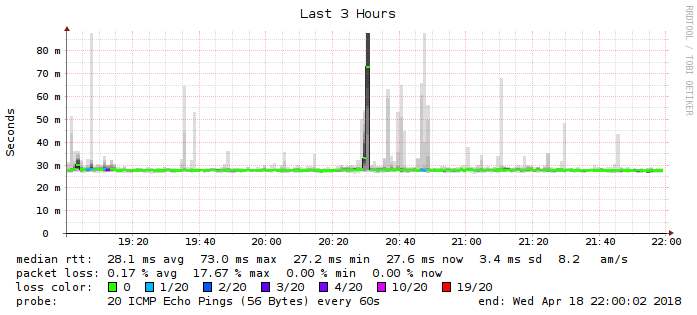 Last 3 Hours
RRDTOOL / TOBI OETIKER
Seconds
80 m
70 m
60 m
50 m
40 m
30 m
20 m
10 m
0
19:20 19:40 20:00 20:20 20:40 21:00 21:20 21:40 22:00
median rtt: 28.1 ms avg 73.0 ms max 27.2 ms min 27.6 ms now 3.4 ms sd 8.2 am/s
packet loss: 0.17 % avg 17.67 % max 0.00 % min 0.00 % now
loss color: 0 1/20 2/20 3/20 4/20 10/20 19/20
probe: 20 ICMP Echo Pings (56 Bytes) every 60s end: Wed Apr 18 22:00:02 2018